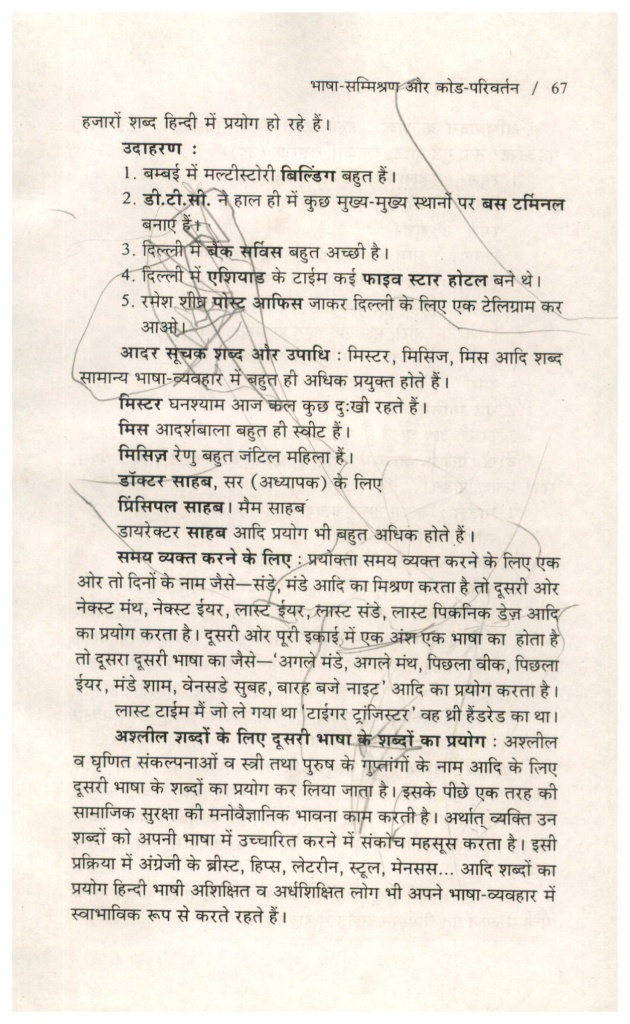 भाषा-सम्मिश्रण और कोड-परिवर्तन / 67
हजारों शब्द हिन्दी में प्रयोग हो रहे हैं।
उदाहरण :
1. बम्बई में मल्टीस्टोरी बिल्डिंग बहुत हैं।
2. डी.टी.सी. ने हाल ही में कुछ मुख्य-मुख्य स्थानों पर बस टर्मिनल
बनाए हैं।
3. दिल्ली में बैंक सर्विस बहुत अच्छी है।
4. दिल्ली में एशियाड के टाईम कई फाइव स्टार होटल बने थे।
5. रमेश शीघ्र पोस्ट आफिस जाकर दिल्ली के लिए एक टेलिग्राम कर
आओ।
आदर सूचक शब्द और उपाधि : मिस्टर, मिसिज, मिस आदि शब्द
सामान्य भाषा-व्यवहार में बहुत ही अधिक प्रयुक्त होते हैं।
मिस्टर घनश्याम आज कल कुछ दुःखी रहते हैं।
मिस आदर्शबाला बहुत ही स्वीट हैं।
मिसिज़ रेणु बहुत जंटिल महिला हैं।
डॉक्टर साहब, सर (अध्यापक) के लिए
प्रिंसिपल साहब। मैम साहब
डायरेक्टर साहब आदि प्रयोग भी बहुत अधिक होते हैं।
समय व्यक्त करने के लिए : प्रयोक्ता समय व्यक्त करने के लिए एक
ओर तो दिनों के नाम जैसे—संडे, मंडे आदि का मिश्रण करता है तो दूसरी ओर
नेक्स्ट मंथ, नेक्स्ट ईयर, लास्ट ईयर, लास्ट संडे, लास्ट पिकनिक डेज़ आदि
का प्रयोग करता है। दूसरी ओर पूरी इकाई में एक अंश एक भाषा का होता है
तो दूसरा दूसरी भाषा का जैसे—‘अगले मंडे, अगले मंथ, पिछला वीक, पिछला
ईयर, मंडे शाम, वेनसडे सुबह, बारह बजे नाइट’ आदि का प्रयोग करता है।
लास्ट टाईम मैं जो ले गया था ‘टाईगर ट्रांजिस्टर’ वह थ्री हैंडरेड का था।
अश्लील शब्दों के लिए दूसरी भाषा के शब्दों का प्रयोग : अश्लील
व घृणित संकल्पनाओं व स्त्री तथा पुरुष के गुप्तांगों के नाम आदि के लिए
दूसरी भाषा के शब्दों का प्रयोग कर लिया जाता है। इसके पीछे एक तरह की
सामाजिक सुरक्षा की मनोवैज्ञानिक भावना काम करती है। अर्थात् व्यक्ति उन
शब्दों को अपनी भाषा में उच्चारित करने में संकोच महसूस करता है। इसी
प्रक्रिया में अंग्रेजी के ब्रीस्ट, हिप्स, लेटरीन, स्टूल, मेनसस... आदि शब्दों का
प्रयोग हिन्दी भाषी अशिक्षित व अर्धशिक्षित लोग भी अपने भाषा-व्यवहार में
स्वाभाविक रूप से करते रहते हैं।